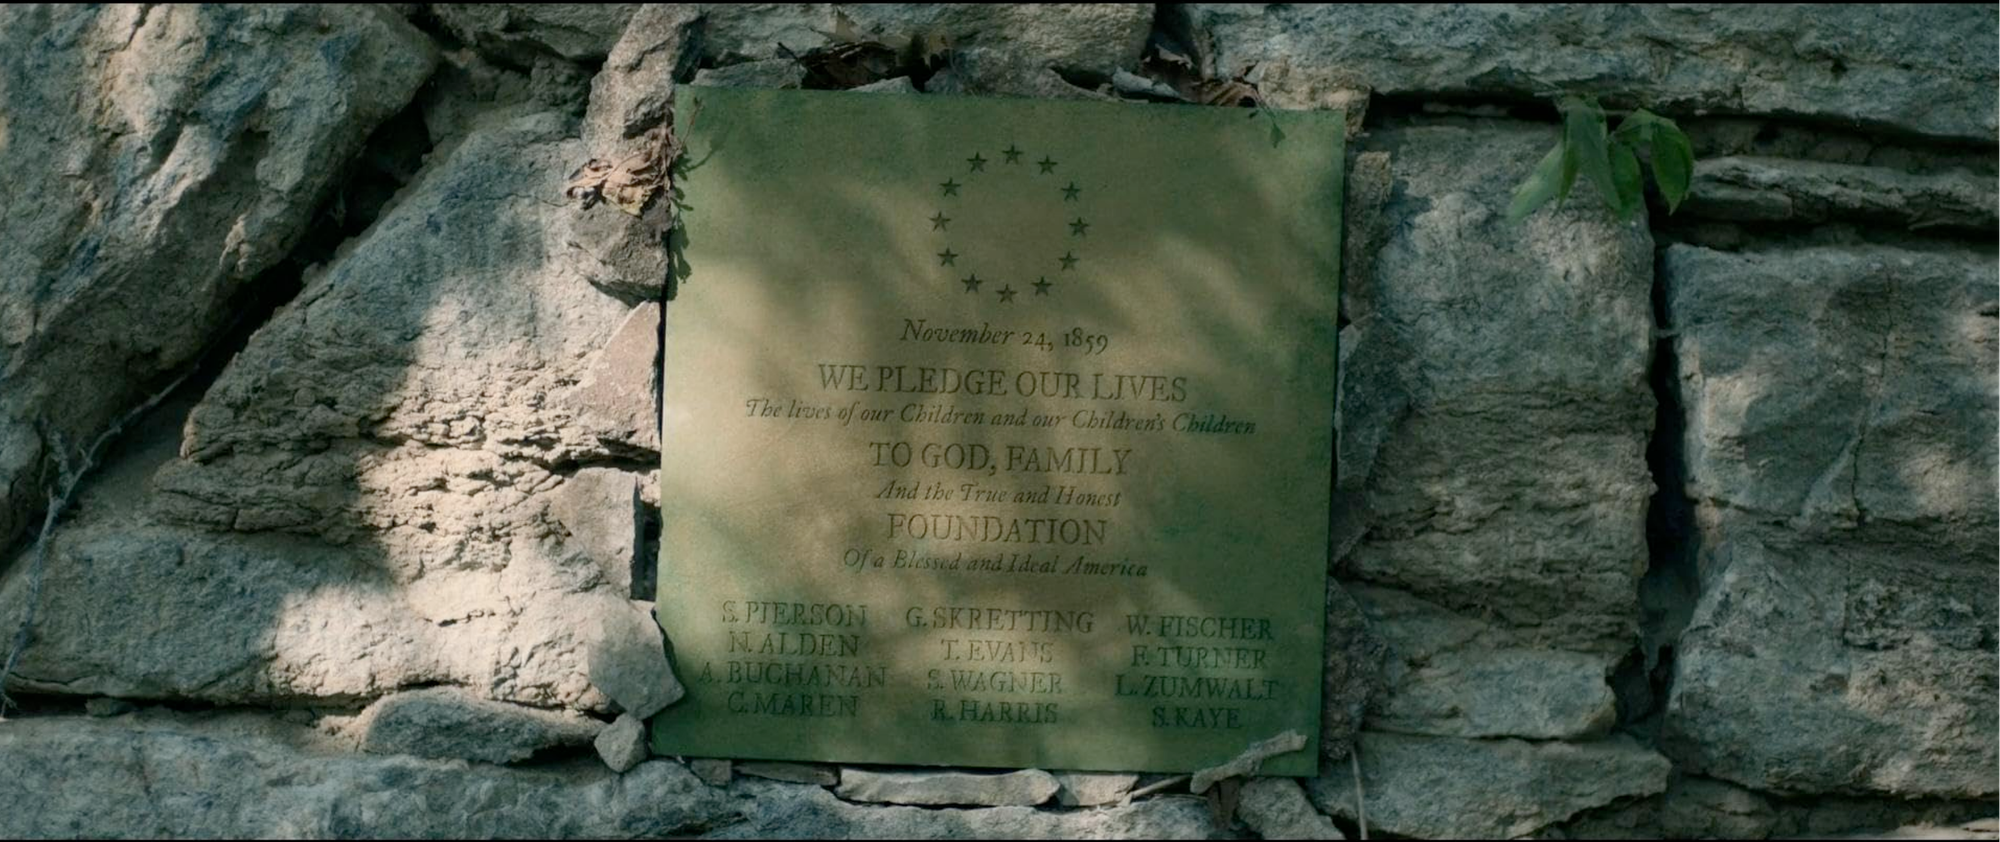 November 24, 1859
WE PLEDGE OUR LIVES
The lives of our Children and our Children's Children
TO GOD, FAMILY
And the True and Honest
FOUNDATION
Of a Blessed and Ideal America
S. PIERSON G. SKRETTING W. FISCHER
N. ALDEN T. EVANS F. TURNER
A. BUCHANAN S. WAGNER L. ZUMWALT
C. MAREN R. HARRIS S. KAYE